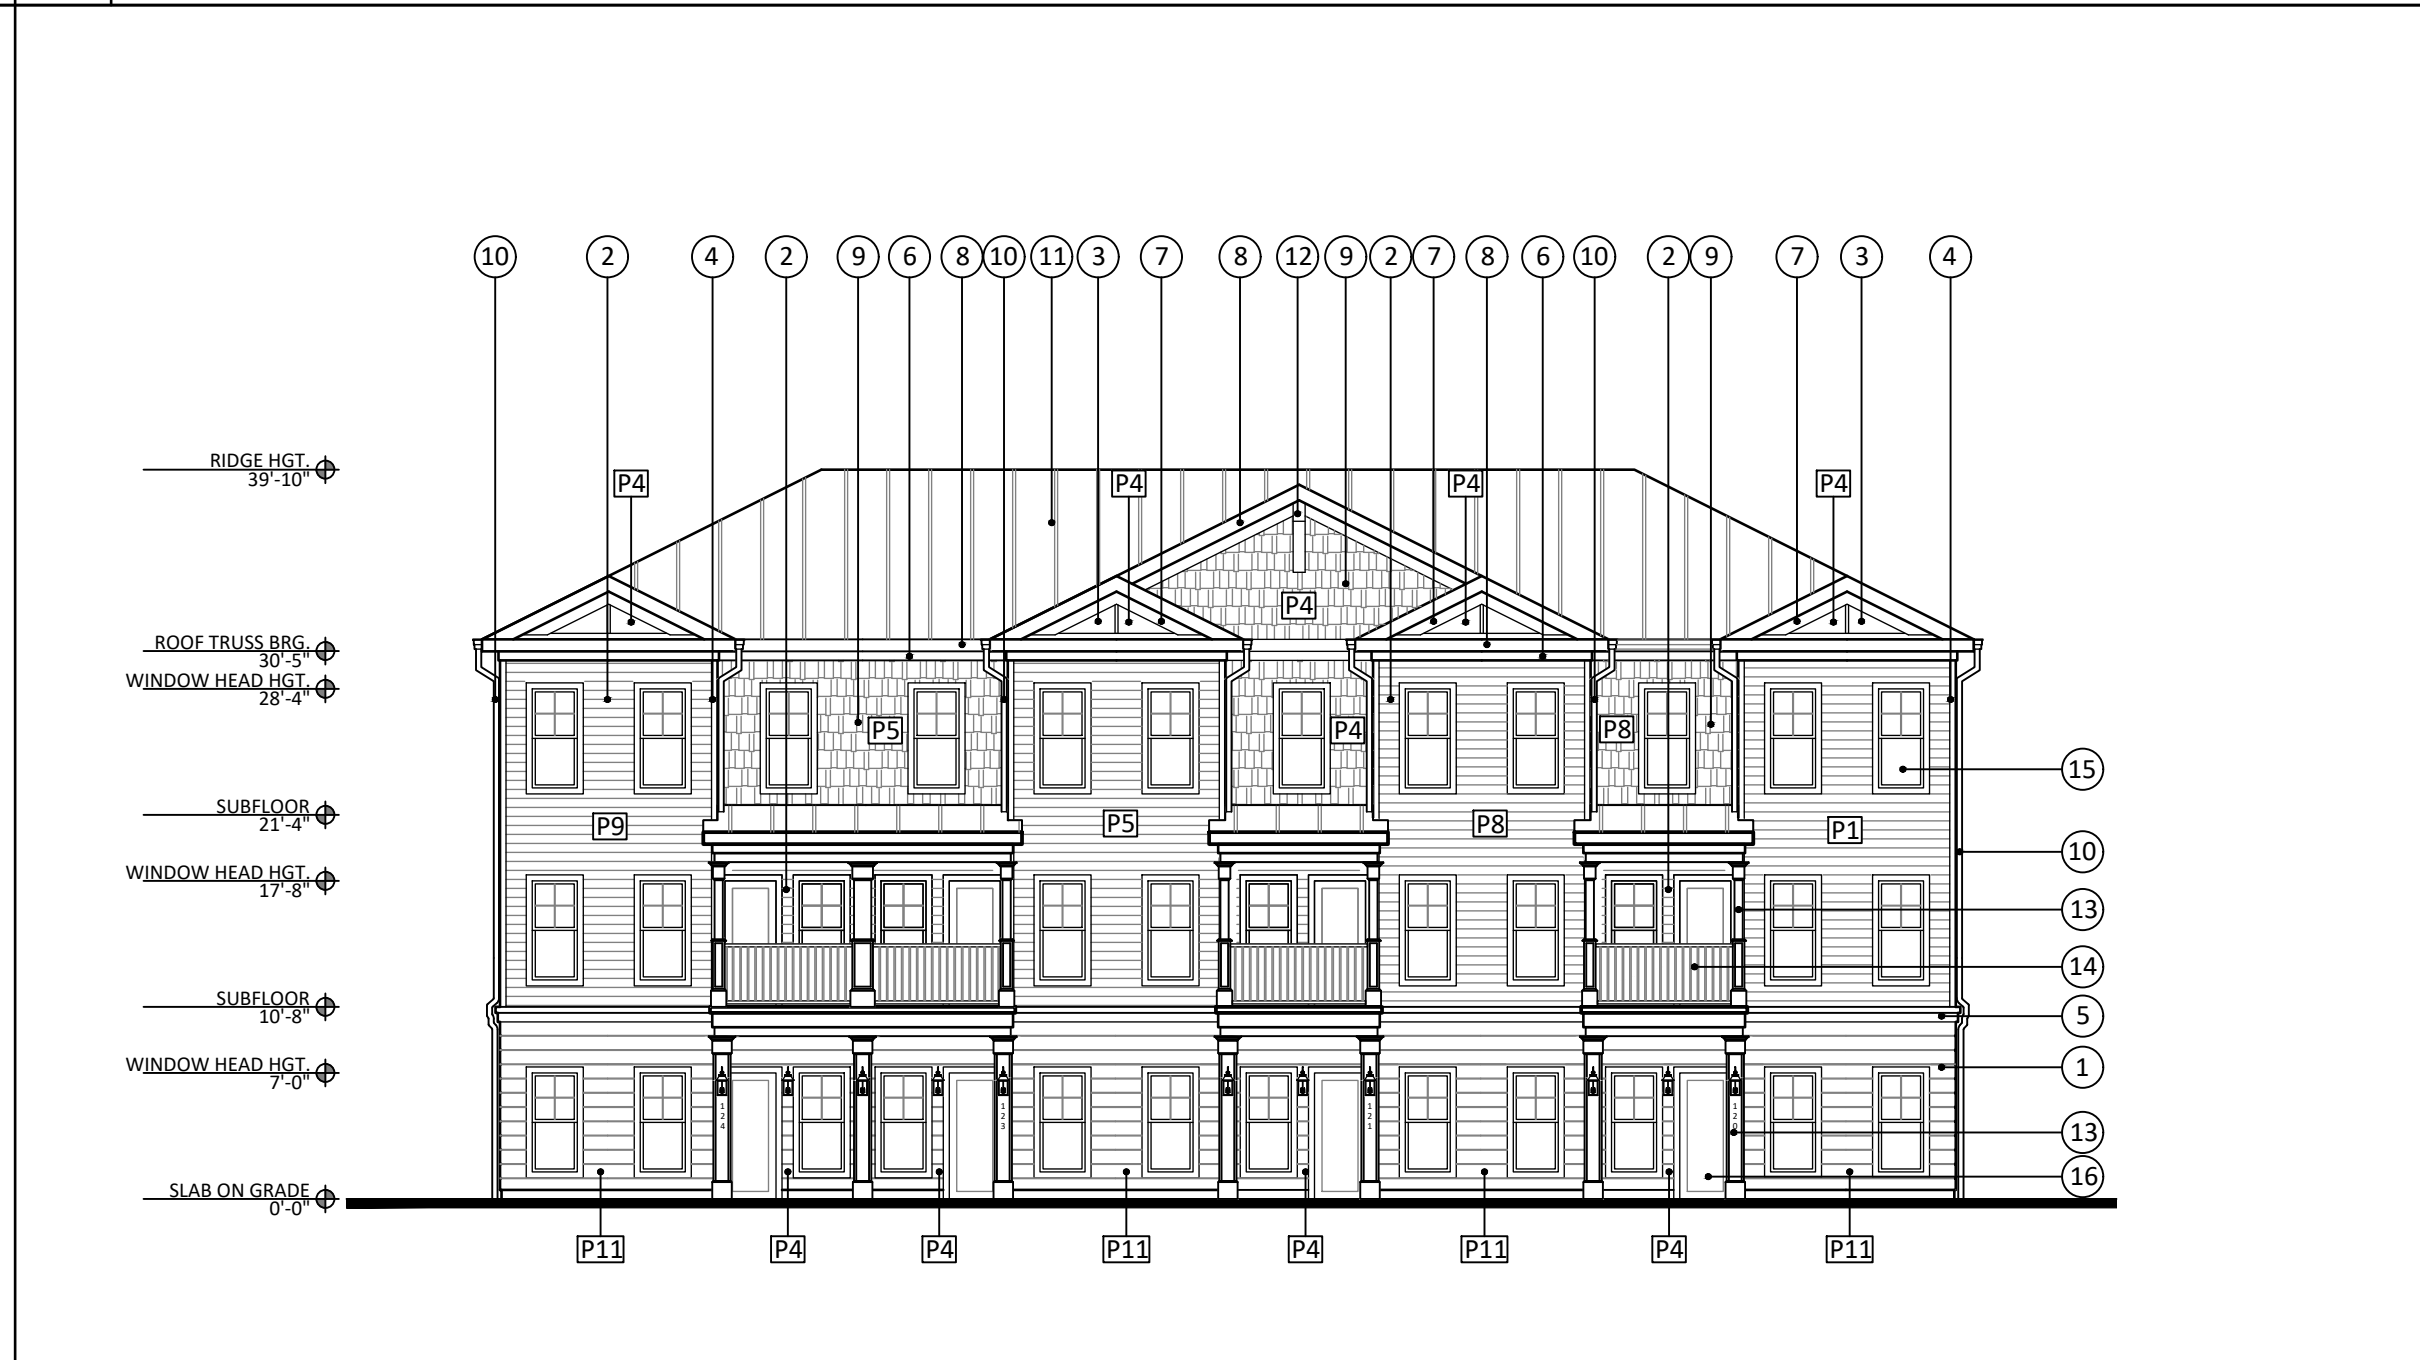 10 2 4 2 9 6 8 10 11 3 7 8 12 9 2 7 8 6 10 2 9 7 3 4
RIDGE HGT.
39'-10"
P4 P4 P4 P4
P4
ROOF TRUSS BRG.
30'-5"
WINDOW HEAD HGT.
28'-4"
P5 P4 P8
15
SUBFLOOR
21'-4"
P9 P5 P8 P1
10
WINDOW HEAD HGT.
17'-8"
13
14
SUBFLOOR
10'-8"
5
WINDOW HEAD HGT.
7'-0"
1
124 123 121 120
13
16
SLAB ON GRADE
0'-0"
P11 P4 P4 P11 P4 P11 P4 P11